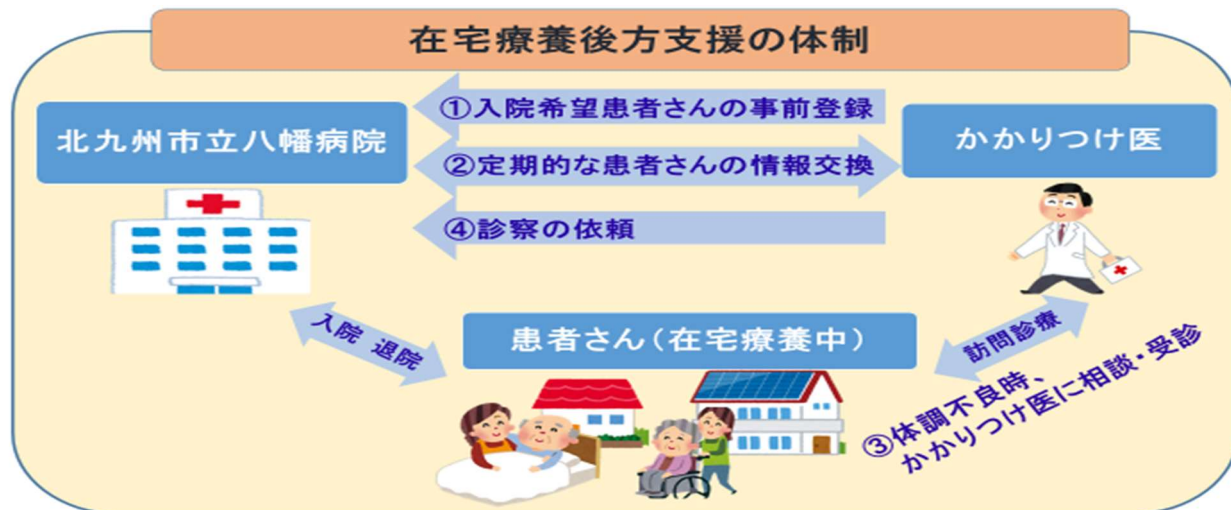 在宅療養後方支援の体制
①入院希望患者さんの事前登録
北九州市立八幡病院
かかりつけ医
②定期的な患者さんの情報交換
④診察の依頼
入院 退院
患者さん(在宅療養中)
訪問診療
③体調不良時、
かかりつけ医に相談・受診